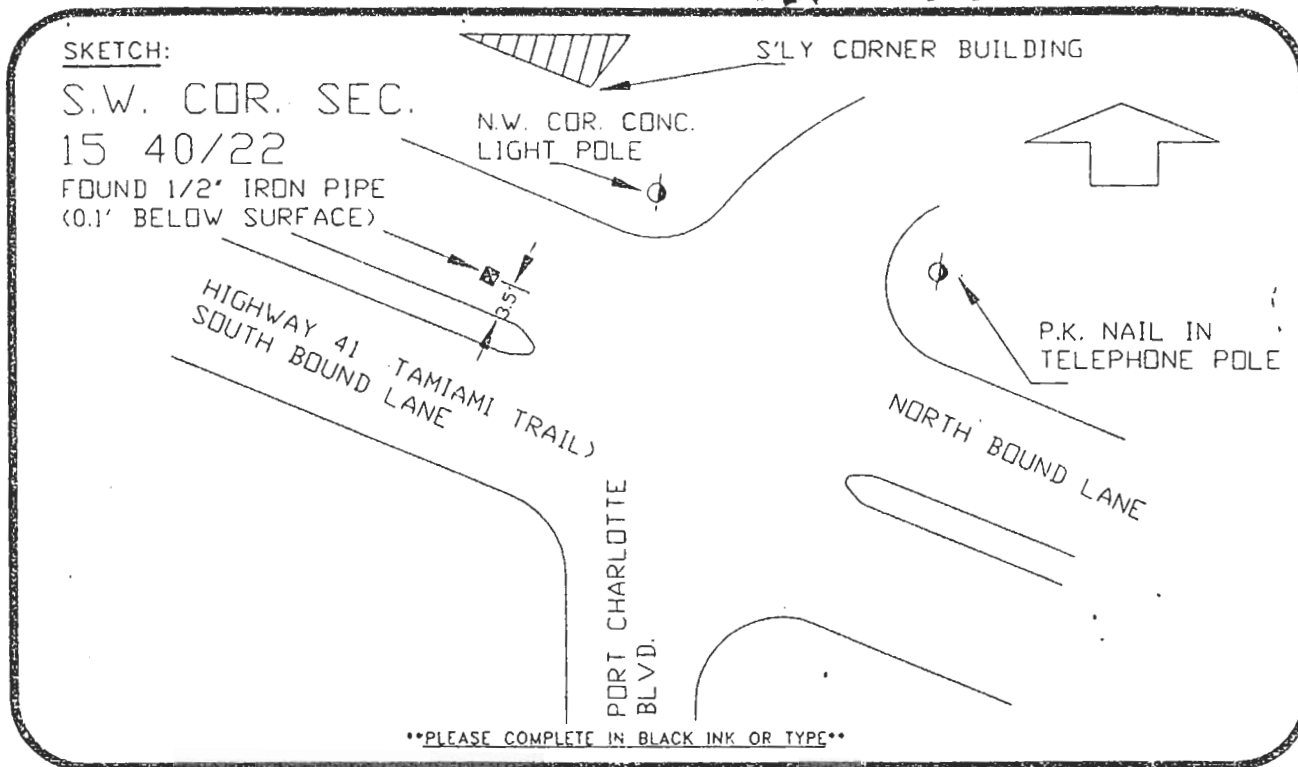 SKETCH:
S.W. COR. SEC.
15 40/22
FOUND 1/2" IRON PIPE
(0.1' BELOW SURFACE)
S'LY CORNER BUILDING
N.W. COR. CONC.
LIGHT POLE
3.5'
HIGHWAY 41 TAMIAMI TRAIL)
SOUTH BOUND LANE
P.K. NAIL IN
TELEPHONE POLE
NORTH BOUND LANE
PORT CHARLOTTE
BLVD.
**PLEASE COMPLETE IN BLACK INK OR TYPE**